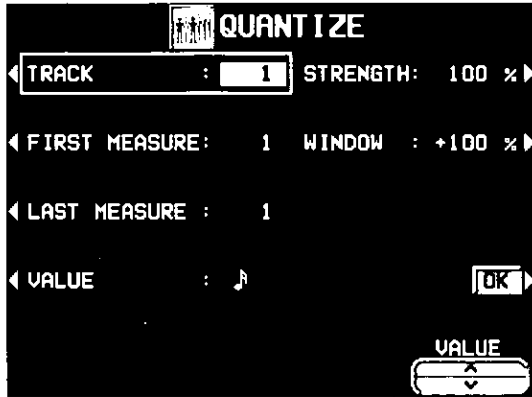 QUANTIZE
TRACK : 1 STRENGTH: 100 %
FIRST MEASURE: 1 WINDOW : +100 %
LAST MEASURE : 1
VALUE : OK
VALUE